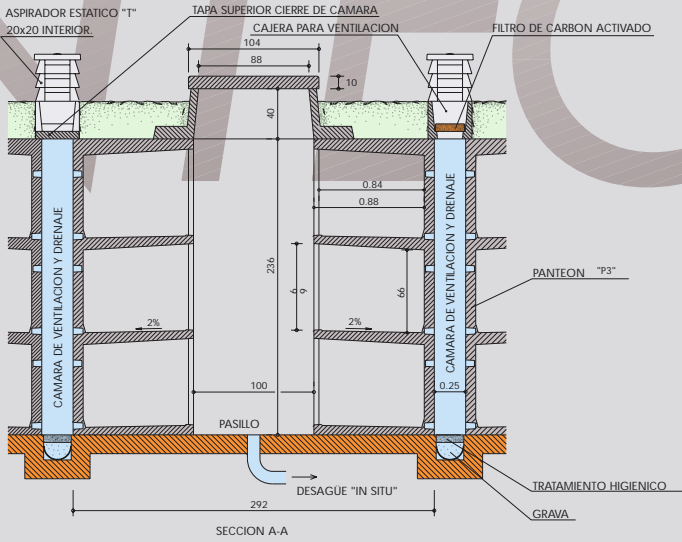 ASPIRADOR ESTATICO "T"
20x20 INTERIOR.
TAPA SUPERIOR CIERRE DE CAMARA
CAJERA PARA VENTILACION
FILTRO DE CARBON ACTIVADO
104
88
10
40
0.84
0.88
CAMARA DE VENTILACION Y DRENAJE
CAMARA DE VENTILACION Y DRENAJE
236
69
66
PANTEON "P3"
2%
2%
100
0.25
PASILLO
DESAGÜE "IN SITU"
TRATAMIENTO HIGIENICO
292
GRAVA
SECCION A-A